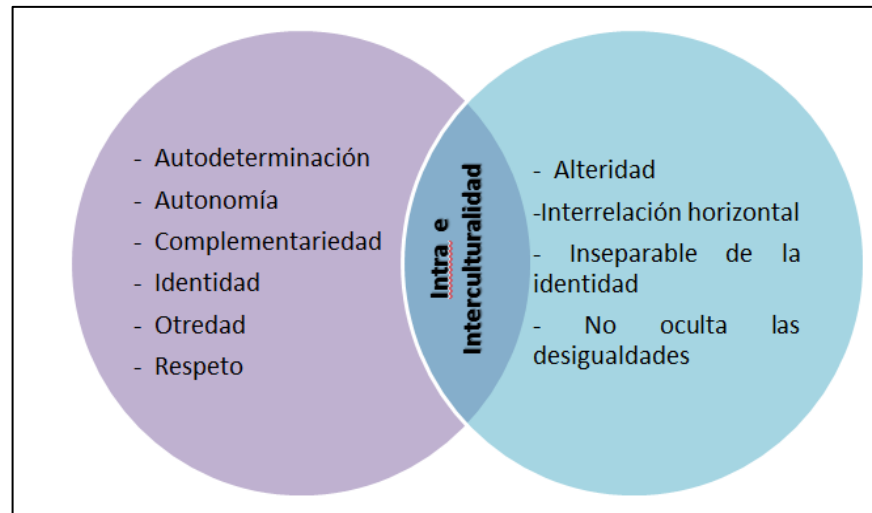 - Autodeterminación
- Autonomía
- Complementariedad
- Identidad
- Otredad
- Respeto
Intra e
Interculturalidad
- Alteridad
-Interrelación horizontal
- Inseparable de la
identidad
- No oculta las
desigualdades